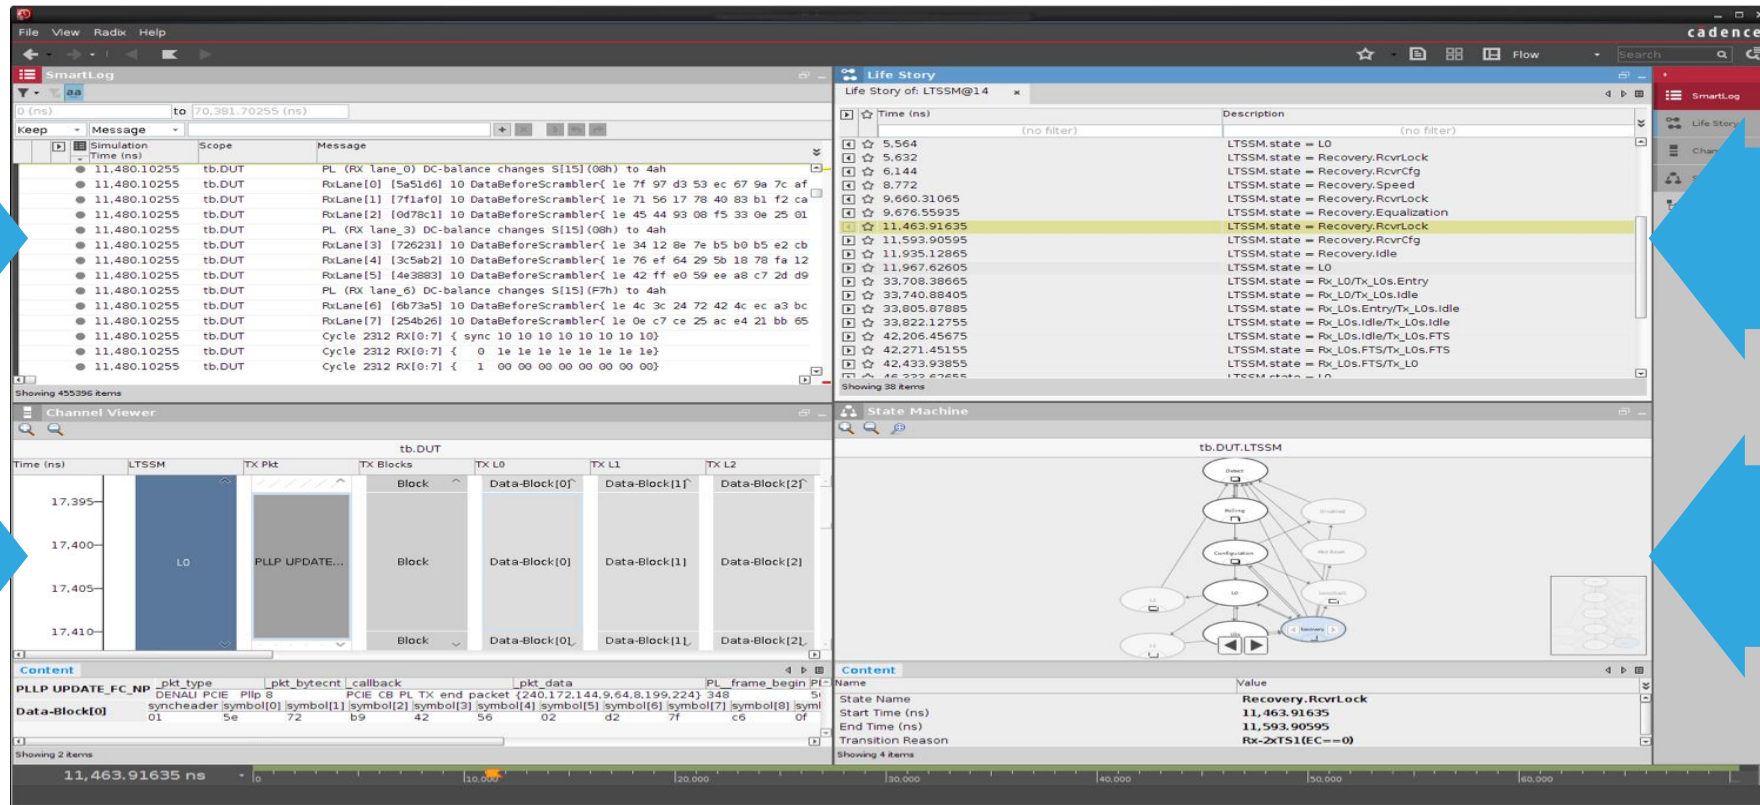 cadence
File View Radix Help
Flow Search
SmartLog
aa
0 (ns) to 70,381.70255 (ns)
Keep Message
Simulation Time (ns) Scope Message
11,480.10255 tb.DUT PL (RX lane_0) DC-balance changes S[15](08h) to 4ah
11,480.10255 tb.DUT RxLane[0] [5a51d6] 10 DataBeforeScrambler{ 1e 7f 97 d3 53 ec 67 9a 7c af
11,480.10255 tb.DUT RxLane[1] [7f1af0] 10 DataBeforeScrambler{ 1e 71 56 17 78 40 83 b1 f2 ca
11,480.10255 tb.DUT RxLane[2] [0d78c1] 10 DataBeforeScrambler{ 1e 45 44 93 08 f5 33 0e 25 01
11,480.10255 tb.DUT PL (RX lane_3) DC-balance changes S[15](08h) to 4ah
11,480.10255 tb.DUT RxLane[3] [726231] 10 DataBeforeScrambler{ 1e 34 12 8e 7e b5 b0 b5 e2 cb
11,480.10255 tb.DUT RxLane[4] [3c5ab2] 10 DataBeforeScrambler{ 1e 76 ef 64 29 5b 18 78 fa 12
11,480.10255 tb.DUT RxLane[5] [4e3883] 10 DataBeforeScrambler{ 1e 42 ff e0 59 ee a8 c7 2d d9
11,480.10255 tb.DUT PL (RX lane_6) DC-balance changes S[15](F7h) to 4ah
11,480.10255 tb.DUT RxLane[6] [6b73a5] 10 DataBeforeScrambler{ 1e 4c 3c 24 72 42 4c ec a3 bc
11,480.10255 tb.DUT RxLane[7] [254b26] 10 DataBeforeScrambler{ 1e 0e c7 ce 25 ac e4 21 bb 65
11,480.10255 tb.DUT Cycle 2312 RX[0:7] { sync 10 10 10 10 10 10 10 10}
11,480.10255 tb.DUT Cycle 2312 RX[0:7] { 0 1e 1e 1e 1e 1e 1e 1e 1e}
11,480.10255 tb.DUT Cycle 2312 RX[0:7] { 1 00 00 00 00 00 00 00 00}
Showing 455396 items
Life Story
Life Story of: LTSSM@14
Time (ns) Description
(no filter) (no filter)
5,564 LTSSM.state = L0
5,632 LTSSM.state = Recovery.RcvrLock
6,144 LTSSM.state = Recovery.RcvrCfg
8,772 LTSSM.state = Recovery.Speed
9,660.31065 LTSSM.state = Recovery.RcvrLock
9,676.55935 LTSSM.state = Recovery.Equalization
11,463.91635 LTSSM.state = Recovery.RcvrLock
11,593.90595 LTSSM.state = Recovery.RcvrCfg
11,935.12865 LTSSM.state = Recovery.Idle
11,967.62605 LTSSM.state = L0
33,708.38665 LTSSM.state = Rx_L0/Tx_L0s.Entry
33,740.88405 LTSSM.state = Rx_L0/Tx_L0s.Idle
33,805.87885 LTSSM.state = Rx_L0s.Entry/Tx_L0s.Idle
33,822.12755 LTSSM.state = Rx_L0s.Idle/Tx_L0s.Idle
42,206.45675 LTSSM.state = Rx_L0s.Idle/Tx_L0s.FTS
42,271.45155 LTSSM.state = Rx_L0s.FTS/Tx_L0s.FTS
42,433.93855 LTSSM.state = Rx_L0s.FTS/Tx_L0
Showing 38 items
SmartLog
Life Story
Chan
Channel Viewer
tb.DUT
Time (ns) LTSSM TX Pkt TX Blocks TX L0 TX L1 TX L2
Block Data-Block[0] Data-Block[1] Data-Block[2]
17,395
17,400
L0 PLLP UPDATE... Block Data-Block[0] Data-Block[1] Data-Block[2]
17,405
17,410
Block Data-Block[0] Data-Block[1] Data-Block[2]
Content
_pkt_type _pkt_bytecnt _callback _pkt_data PL__frame_begin
PLLP UPDATE_FC_NP DENALI PCIE Pllp 8 PCIE CB PL TX end packet {240,172,144,9,64,8,199,224} 348
syncheader symbol[0] symbol[1] symbol[2] symbol[3] symbol[4] symbol[5] symbol[6] symbol[7] symbol[8]
Data-Block[0] 01 5e 72 b9 42 56 02 d2 7f c6 0f
Showing 2 items
State Machine
tb.DUT.LTSSM
Detect
Polling
Disabled
Configuration
Hot Reset
L0
Loopback
L2
Recovery
L0s
L1
Content
Name Value
State Name Recovery.RcvrLock
Start Time (ns) 11,463.91635
End Time (ns) 11,593.90595
Transition Reason Rx-2xTS1(EC==0)
Showing 4 items
11,463.91635 ns 0 10,000 20,000 30,000 40,000 50,000 60,000